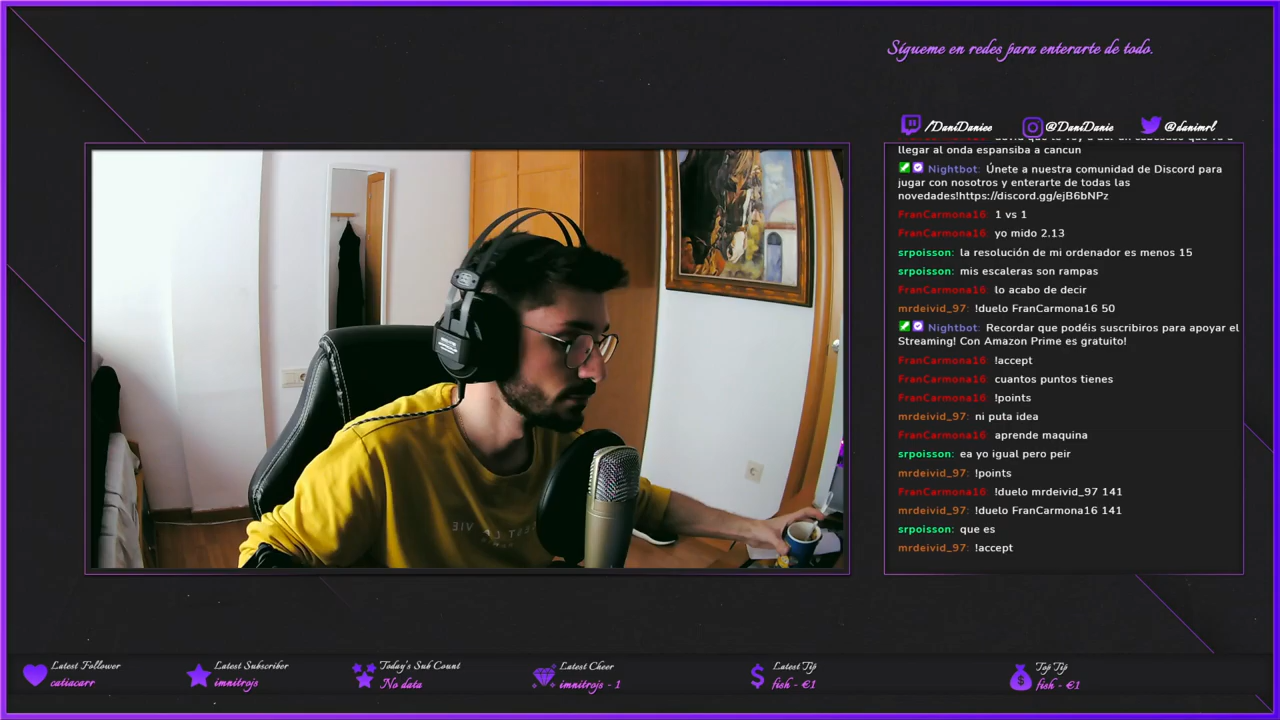 Sígueme en redes para enterarte de todo.
/DaniDaniee
@DaniDanie
@danimrl
llegar al onda espansiba a cancun
Nightbot: Únete a nuestra comunidad de Discord para
jugar con nosotros y enterarte de todas las
novedades!https://discord.gg/ejB6bNPz
FranCarmona16: 1 vs 1
FranCarmona16: yo mido 2.13
srpoisson: la resolución de mi ordenador es menos 15
srpoisson: mis escaleras son rampas
FranCarmona16: lo acabo de decir
mrdeivid_97: !duelo FranCarmona16 50
Nightbot: Recordar que podéis suscribiros para apoyar el
Streaming! Con Amazon Prime es gratuito!
FranCarmona16: !accept
FranCarmona16: cuantos puntos tienes
FranCarmona16: !points
mrdeivid_97: ni puta idea
FranCarmona16: aprende maquina
srpoisson: ea yo igual pero peir
mrdeivid_97: !points
FranCarmona16: !duelo mrdeivid_97 141
mrdeivid_97: !duelo FranCarmona16 141
srpoisson: que es
mrdeivid_97: !accept
Latest Follower
catiacarr
Latest Subscriber
imnitrojs
Today's Sub Count
No data
Latest Cheer
imnitrojs - 1
Latest Tip
fish - €1
Top Tip
fish - €1